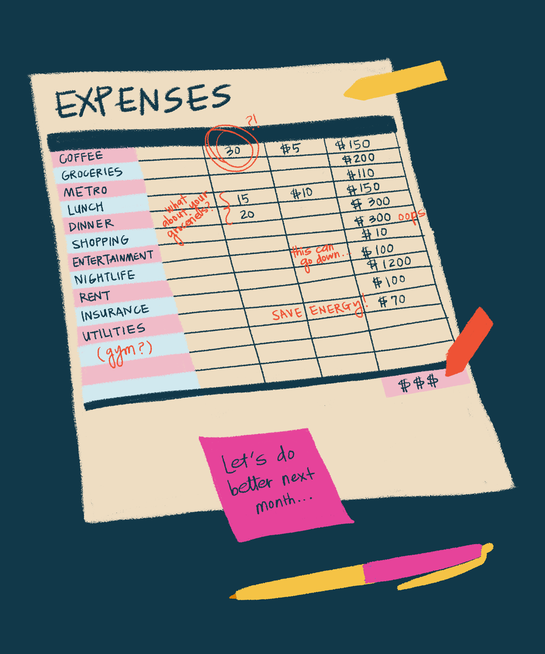 EXPENSES
?!
COFFEE 30 $5 $150
GROCERIES $200
METRO $110
LUNCH 15 $10 $150
DINNER 20 $300
SHOPPING $300 oops
ENTERTAINMENT $10
NIGHTLIFE $100
RENT $1200
INSURANCE $100
UTILITIES $70
what
about your
groceries?
this can
go down..
SAVE ENERGY!
(gym?)
$$$
Let's do
better next
month...